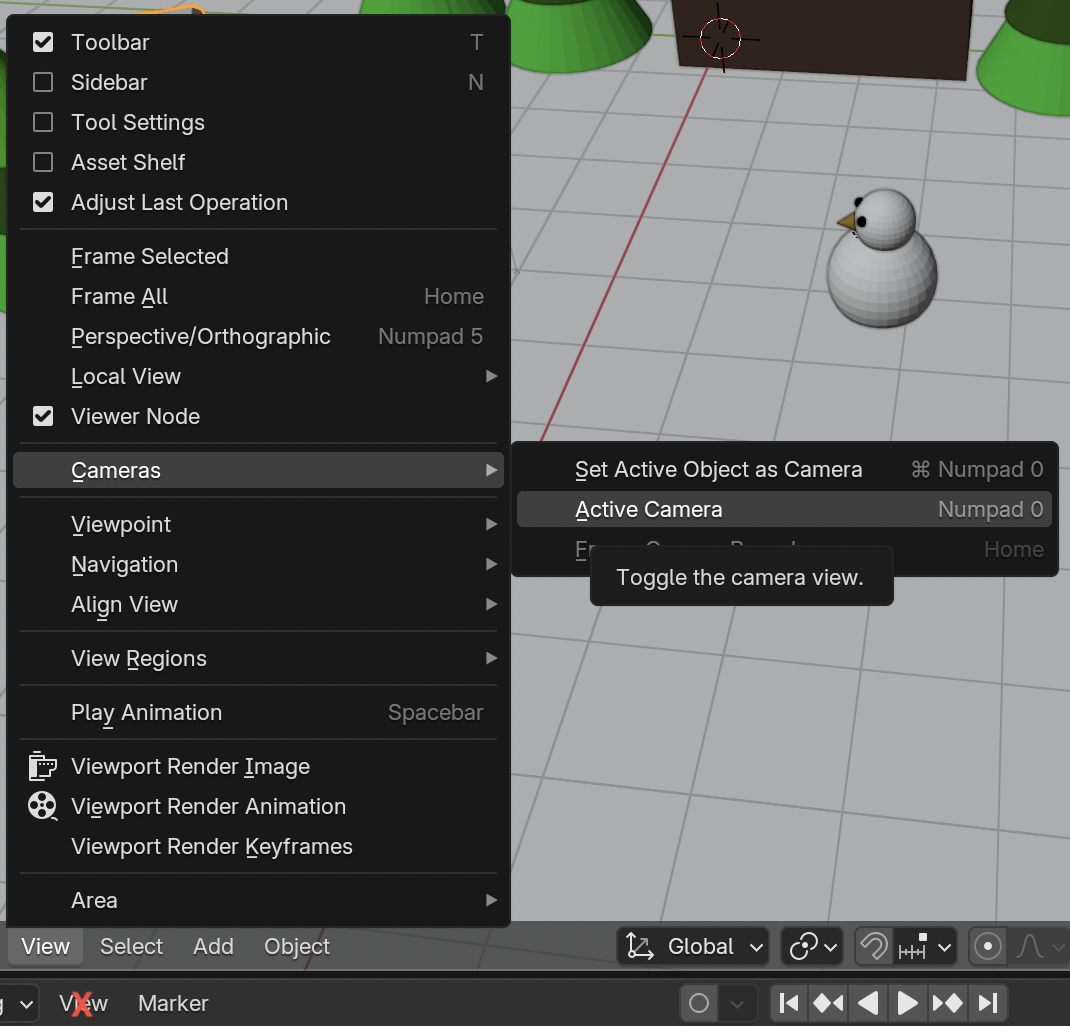 Toolbar T
Sidebar N
Tool Settings
Asset Shelf
Adjust Last Operation
Frame Selected
Frame All Home
Perspective/Orthographic Numpad 5
Local View
Viewer Node
Cameras
Set Active Object as Camera ⌘ Numpad 0
Active Camera Numpad 0
Home
Toggle the camera view.
Viewpoint
Navigation
Align View
View Regions
Play Animation Spacebar
Viewport Render Image
Viewport Render Animation
Viewport Render Keyframes
Area
View Select Add Object Global
View Marker